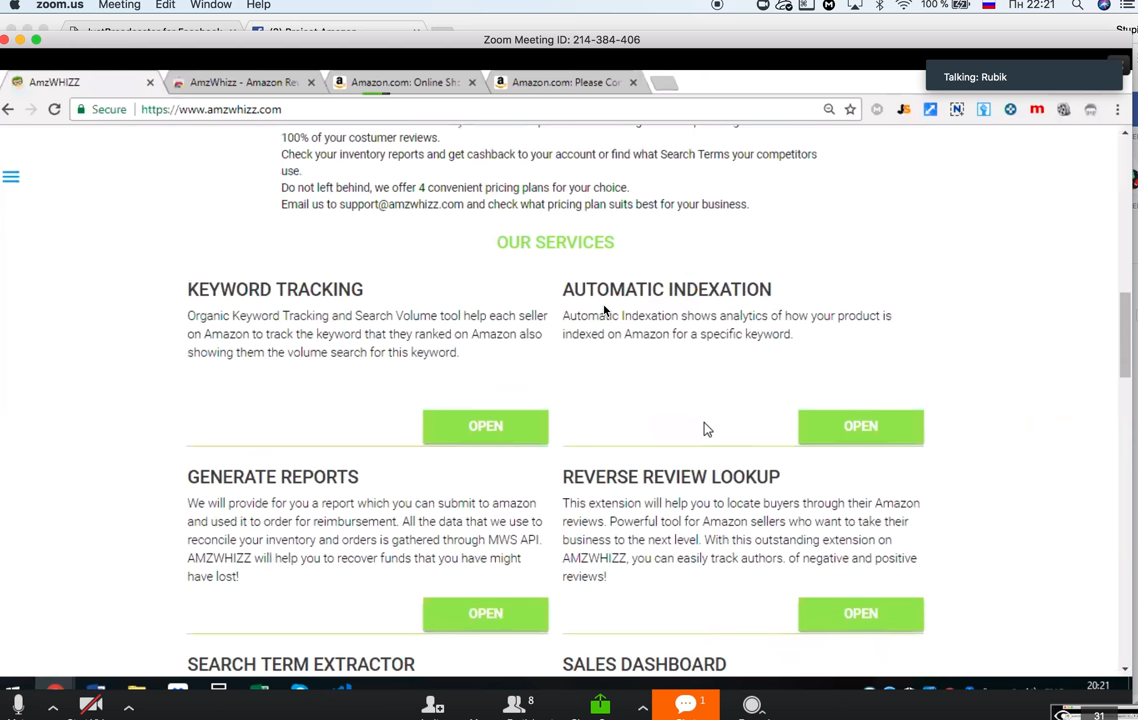 zoom.us Meeting Edit Window Help 100 % Пн 22:21
Zoom Meeting ID: 214-384-406
AmzWHIZZ AmzWhizz - Amazon Re Amazon.com: Online Sh Amazon.com: Please Co
Talking: Rubik
Secure https://www.amzwhizz.com
100% of your costumer reviews.
Check your inventory reports and get cashback to your account or find what Search Terms your competitors
use.
Do not left behind, we offer 4 convenient pricing plans for your choice.
Email us to support@amzwhizz.com and check what pricing plan suits best for your business.
OUR SERVICES
KEYWORD TRACKING
Organic Keyword Tracking and Search Volume tool help each seller
on Amazon to track the keyword that they ranked on Amazon also
showing them the volume search for this keyword.
OPEN
AUTOMATIC INDEXATION
Automatic Indexation shows analytics of how your product is
indexed on Amazon for a specific keyword.
OPEN
GENERATE REPORTS
We will provide for you a report which you can submit to amazon
and used it to order for reimbursement. All the data that we use to
reconcile your inventory and orders is gathered through MWS API.
AMZWHIZZ will help you to recover funds that you have might
have lost!
OPEN
REVERSE REVIEW LOOKUP
This extension will help you to locate buyers through their Amazon
reviews. Powerful tool for Amazon sellers who want to take their
business to the next level. With this outstanding extension on
AMZWHIZZ, you can easily track authors. of negative and positive
reviews!
OPEN
SEARCH TERM EXTRACTOR
SALES DASHBOARD
20:21
8
1
31